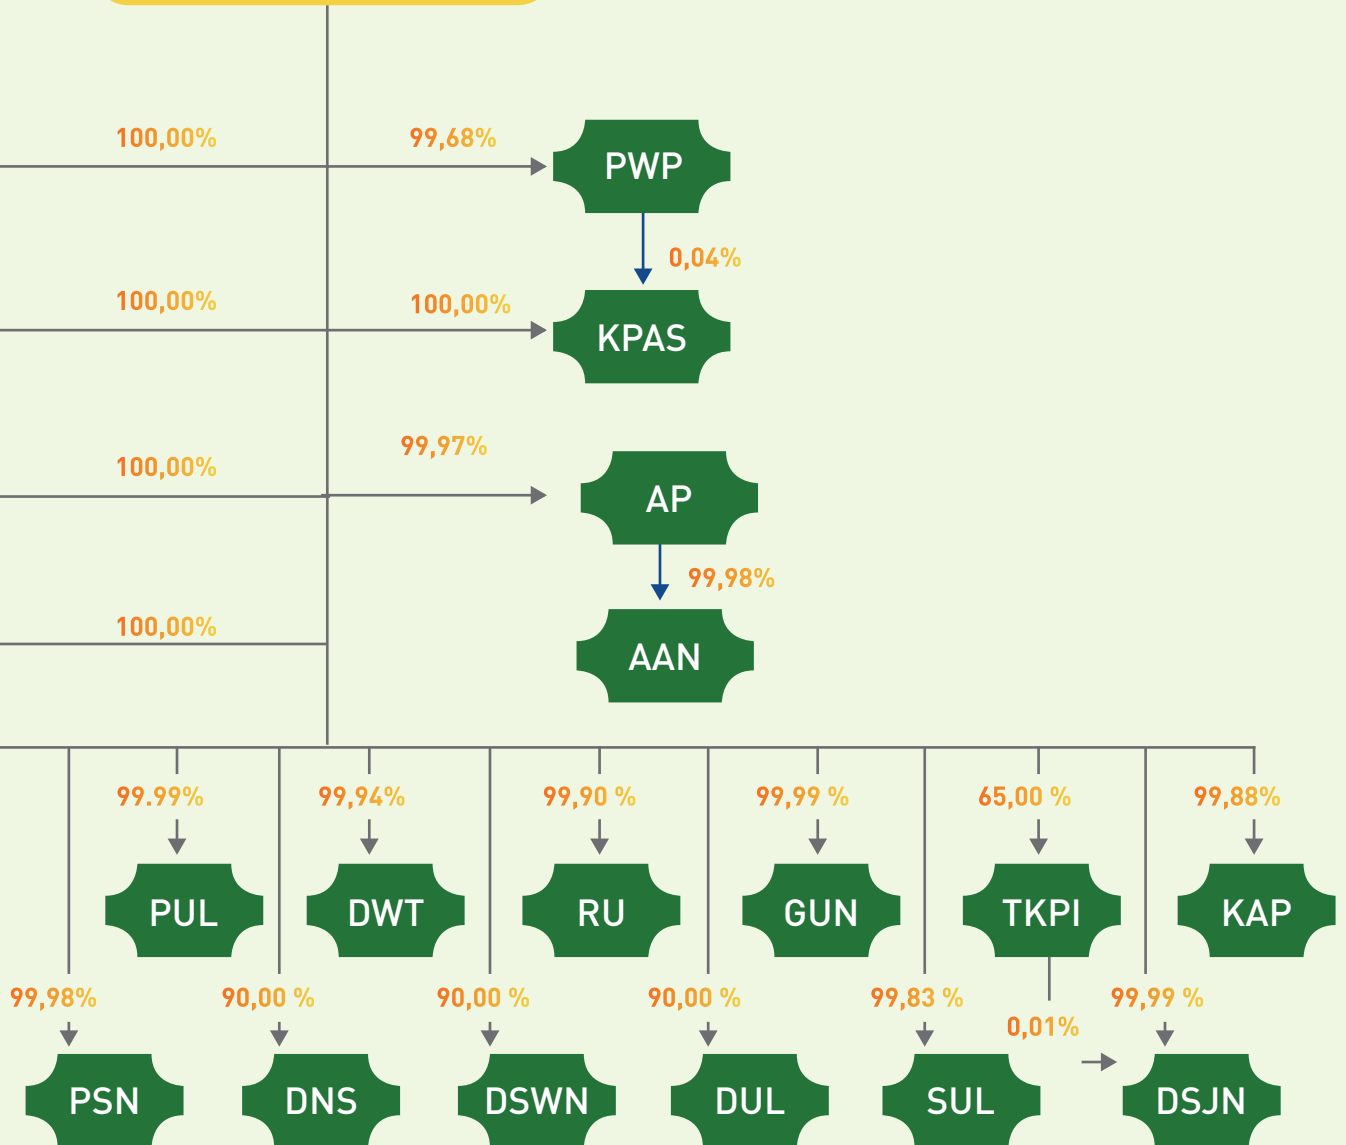 100,00% 99,68% PWP
0,04%
100,00% 100,00% KPAS
99,97%
100,00% AP
99,98%
100,00% AAN
99.99% 99,94% 99,90 % 99,99 % 65,00 % 99,88%
PUL DWT RU GUN TKPI KAP
99,98% 90,00 % 90,00 % 90,00 % 99,83 % 99,99 %
0,01%
PSN DNS DSWN DUL SUL DSJN